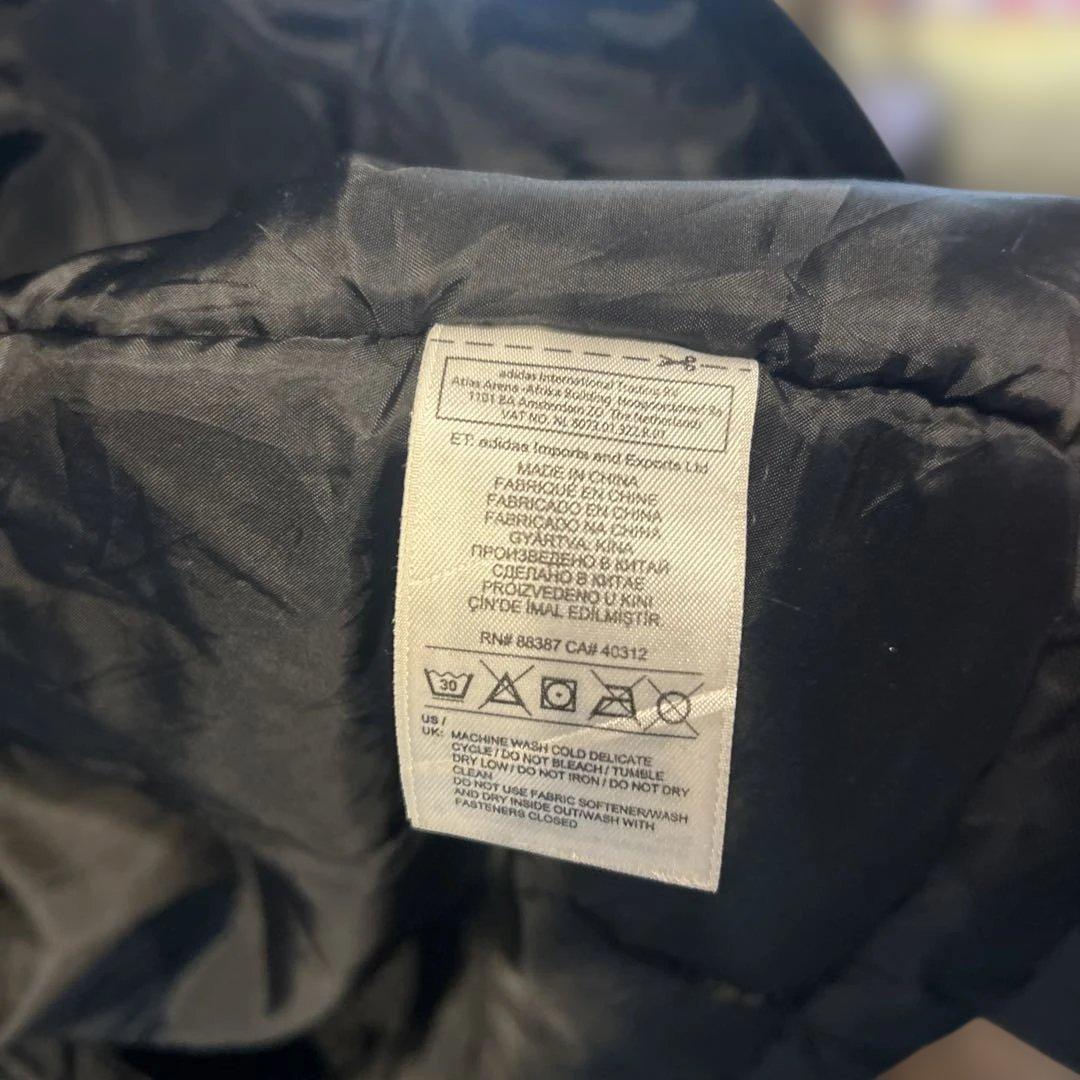 adidas International Trading B.V.
Atlas Arena - Afrika Building, Hoogoorddreef 9a
1101 BA Amsterdam ZO, The Netherlands
VAT NO. NL 8073.01.522.B.01
ET: adidas Imports and Exports Ltd
MADE IN CHINA
FABRIQUÉ EN CHINE
FABRICADO EN CHINA
FABRICADO NA CHINA
GYÁRTVA: KÍNA
ПРОИЗВЕДЕНО В КИТАЙ
СДЕЛАНО В КИТАЕ
PROIZVEDENO U KINI
ÇİN'DE İMAL EDİLMİŞTİR
RN# 88387 CA# 40312
30
US /
UK: MACHINE WASH COLD DELICATE
CYCLE / DO NOT BLEACH / TUMBLE
DRY LOW / DO NOT IRON / DO NOT DRY
CLEAN
DO NOT USE FABRIC SOFTENER/WASH
AND DRY INSIDE OUT/WASH WITH
FASTENERS CLOSED